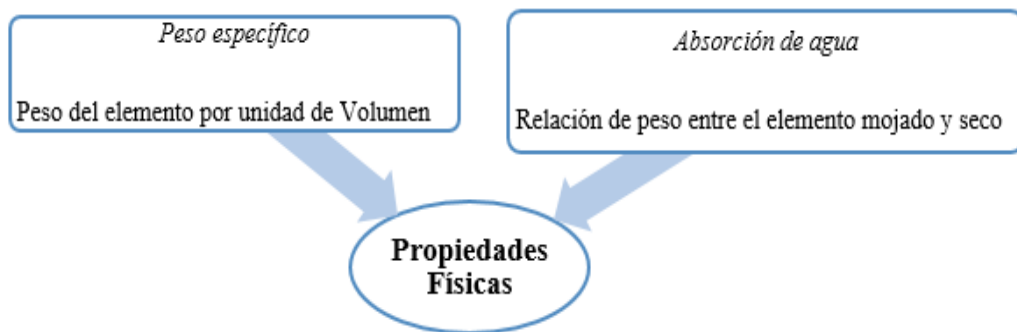 Peso específico
Peso del elemento por unidad de Volumen
Absorción de agua
Relación de peso entre el elemento mojado y seco
Propiedades
Físicas